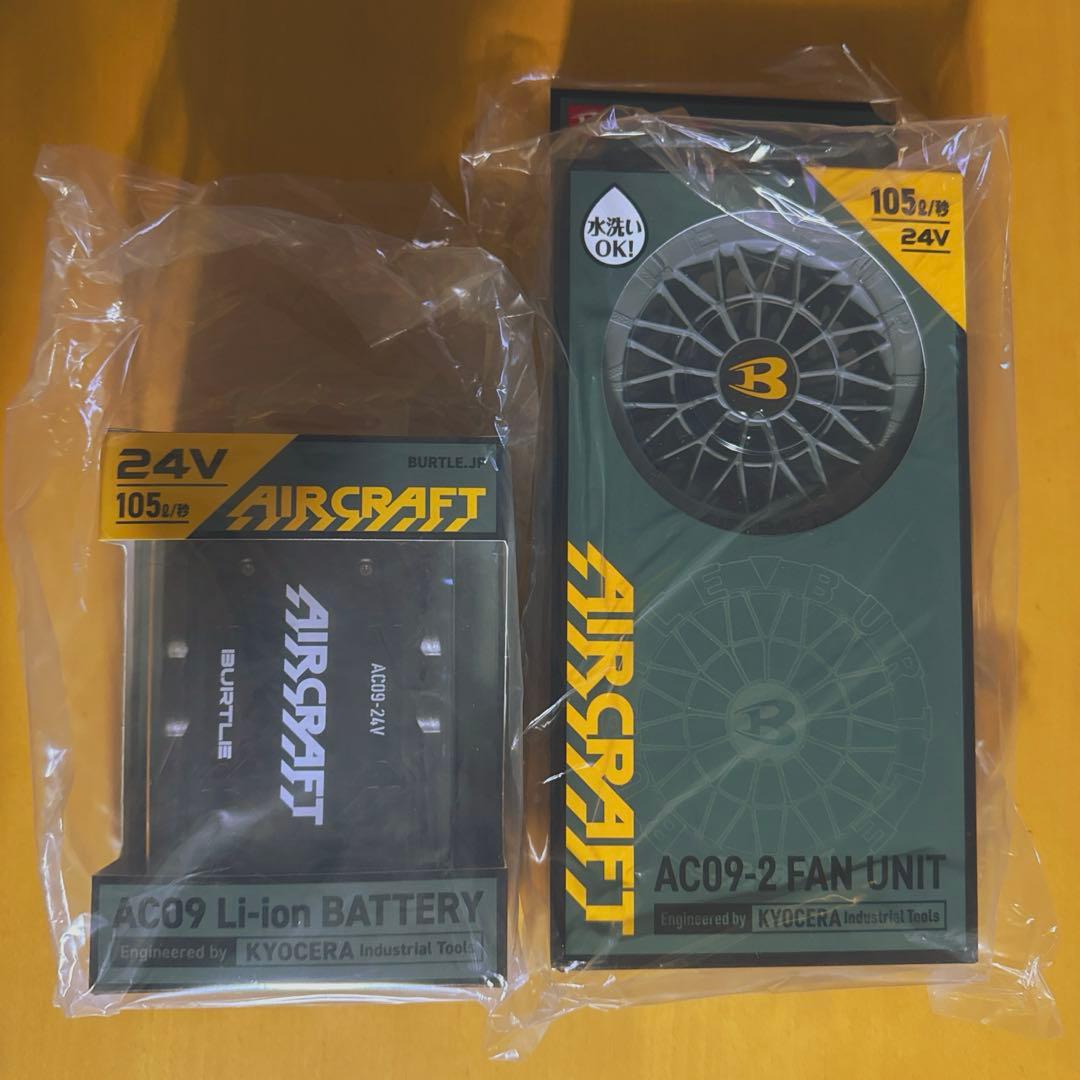 24V
105ℓ/秒
BURTLE.JP
AIRCRAFT
AIRCRAFT
BURTLE
AC09-24V
AC09 Li-ion BATTERY
Engineered by KYOCERA Industrial Tools
水洗い
OK!
105ℓ/秒
24V
B
AIRCRAFT
B
AC09-2 FAN UNIT
Engineered by KYOCERA Industrial Tools